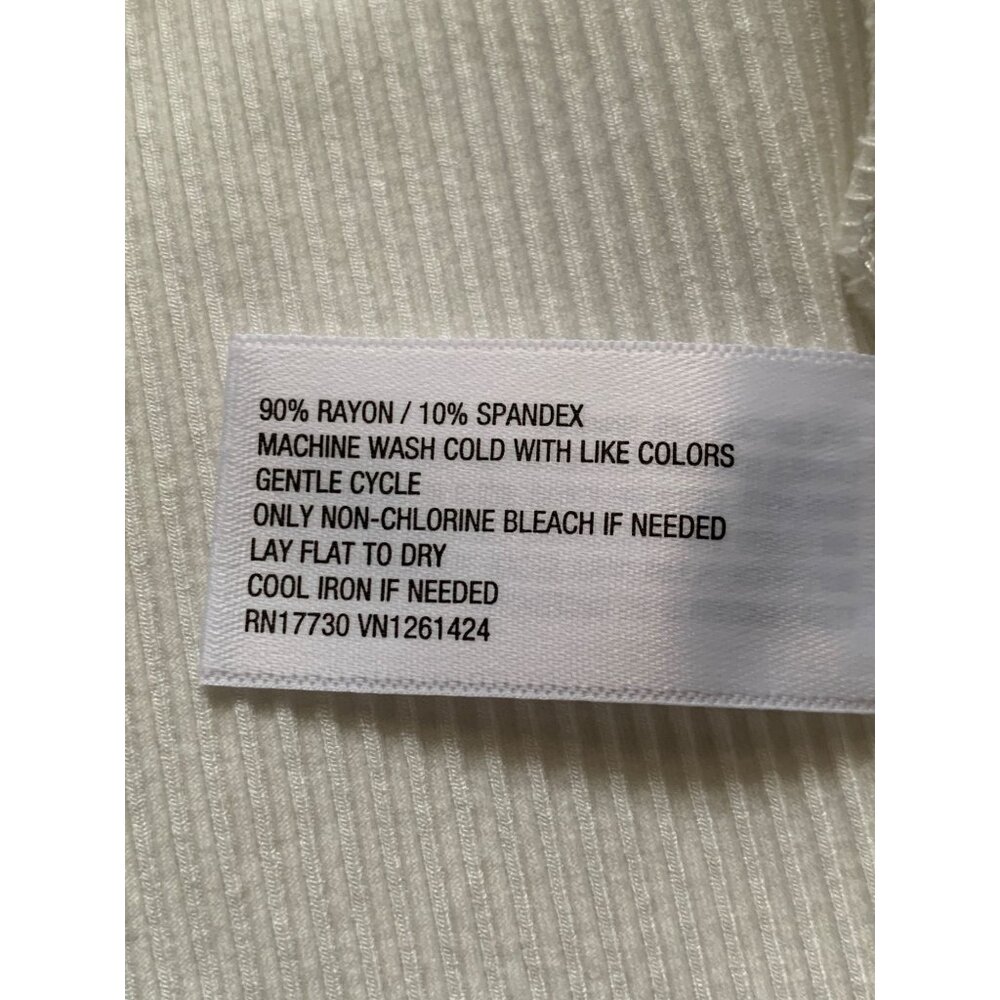 90% RAYON / 10% SPANDEX
MACHINE WASH COLD WITH LIKE COLORS
GENTLE CYCLE
ONLY NON-CHLORINE BLEACH IF NEEDED
LAY FLAT TO DRY
COOL IRON IF NEEDED
RN17730 VN1261424